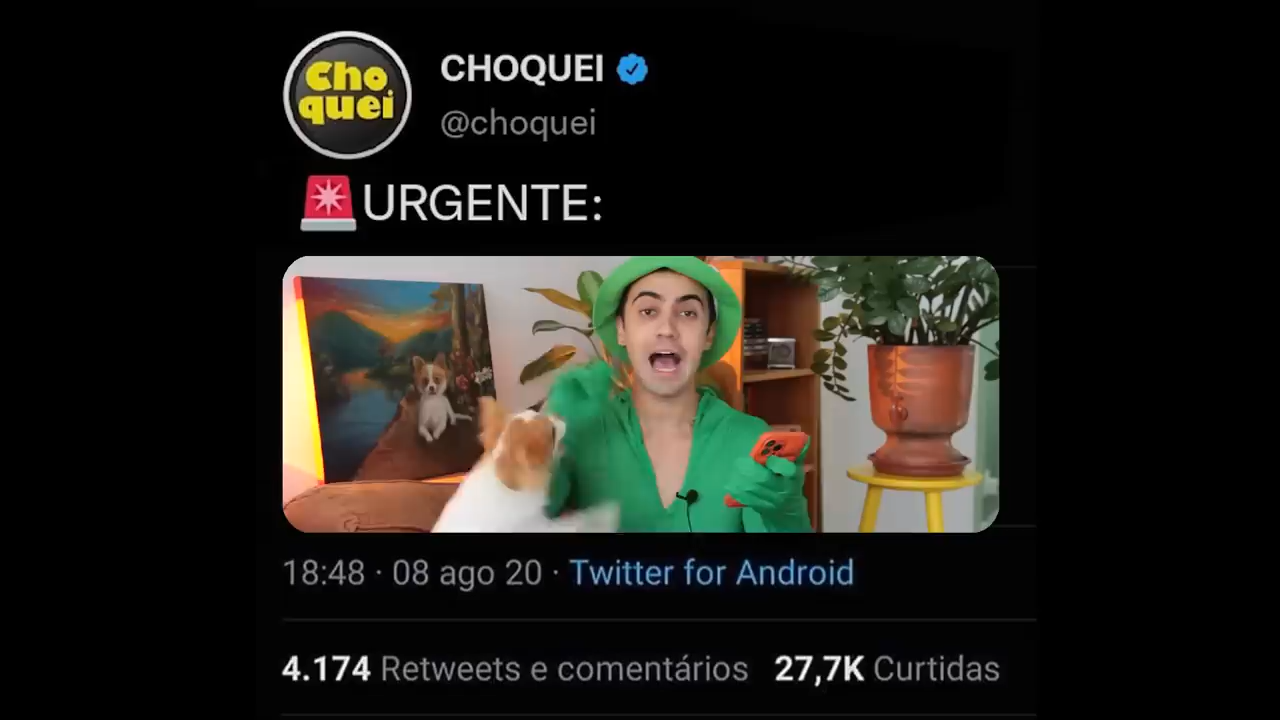 Cho
quei
CHOQUEI
@choquei
URGENTE:
18:48 · 08 ago 20 · Twitter for Android
4.174 Retweets e comentários 27,7K Curtidas